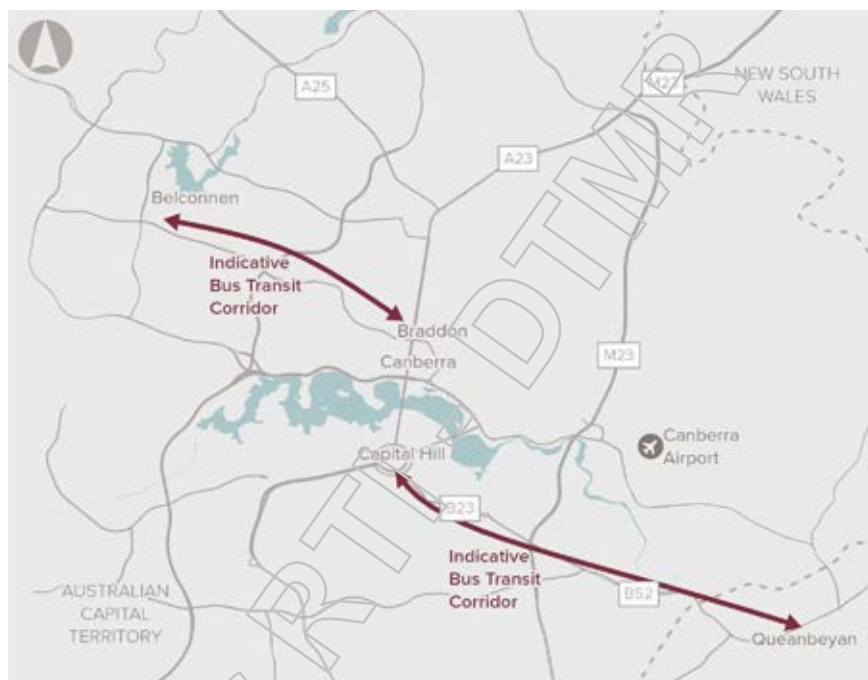 A25
M23
NEW SOUTH
WALES
A23
Belconnen
Indicative
Bus Transit
Corridor
Braddon
Canberra
M23
Capital Hill
Canberra
Airport
B23
Indicative
Bus Transit
Corridor
B52
AUSTRALIAN
CAPITAL
TERRITORY
Queanbeyan
RTI
DTMR